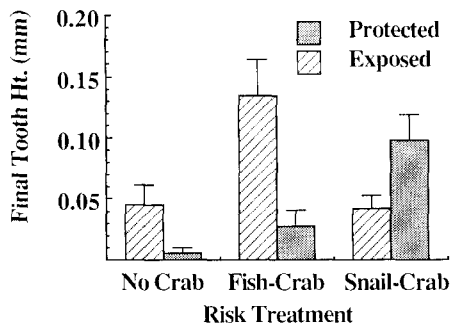 Protected
Exposed
Final Tooth Ht. (mm)
0.20
0.15
0.10
0.05
No Crab Fish-Crab Snail-Crab
Risk Treatment